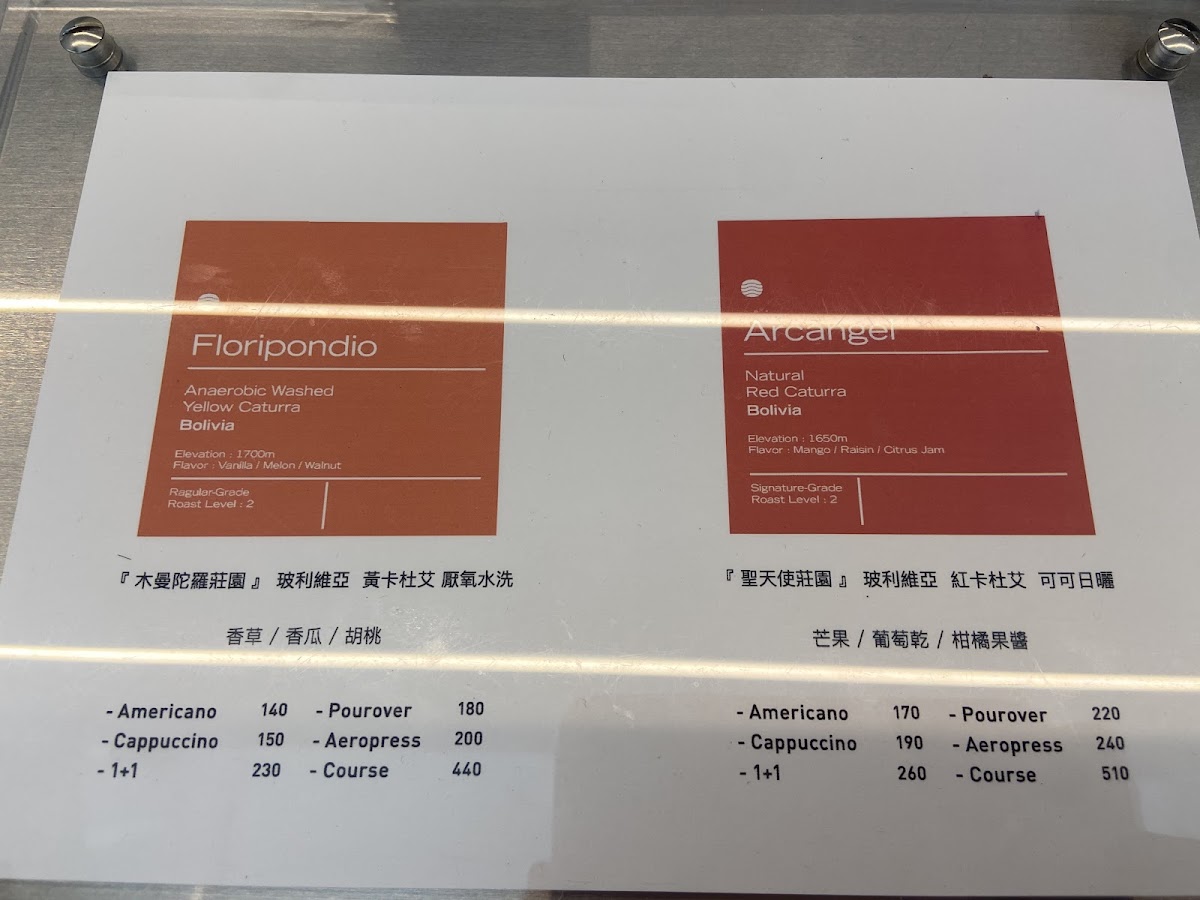 Floripondio
Anaerobic Washed
Yellow Caturra
Bolivia
Elevation : 1700m
Flavor : Vanilla / Melon / Walnut
Ragular-Grade
Roast Level : 2
『 木曼陀羅莊園 』 玻利維亞 黃卡杜艾 厭氧水洗
香草 / 香瓜 / 胡桃
- Americano 140 - Pourover 180
- Cappuccino 150 - Aeropress 200
- 1+1 230 - Course 440
Arcangel
Natural
Red Caturra
Bolivia
Elevation : 1650m
Flavor : Mango / Raisin / Citrus Jam
Signature-Grade
Roast Level : 2
『 聖天使莊園 』 玻利維亞 紅卡杜艾 可可日曬
芒果 / 葡萄乾 / 柑橘果醬
- Americano 170 - Pourover 220
- Cappuccino 190 - Aeropress 240
- 1+1 260 - Course 510